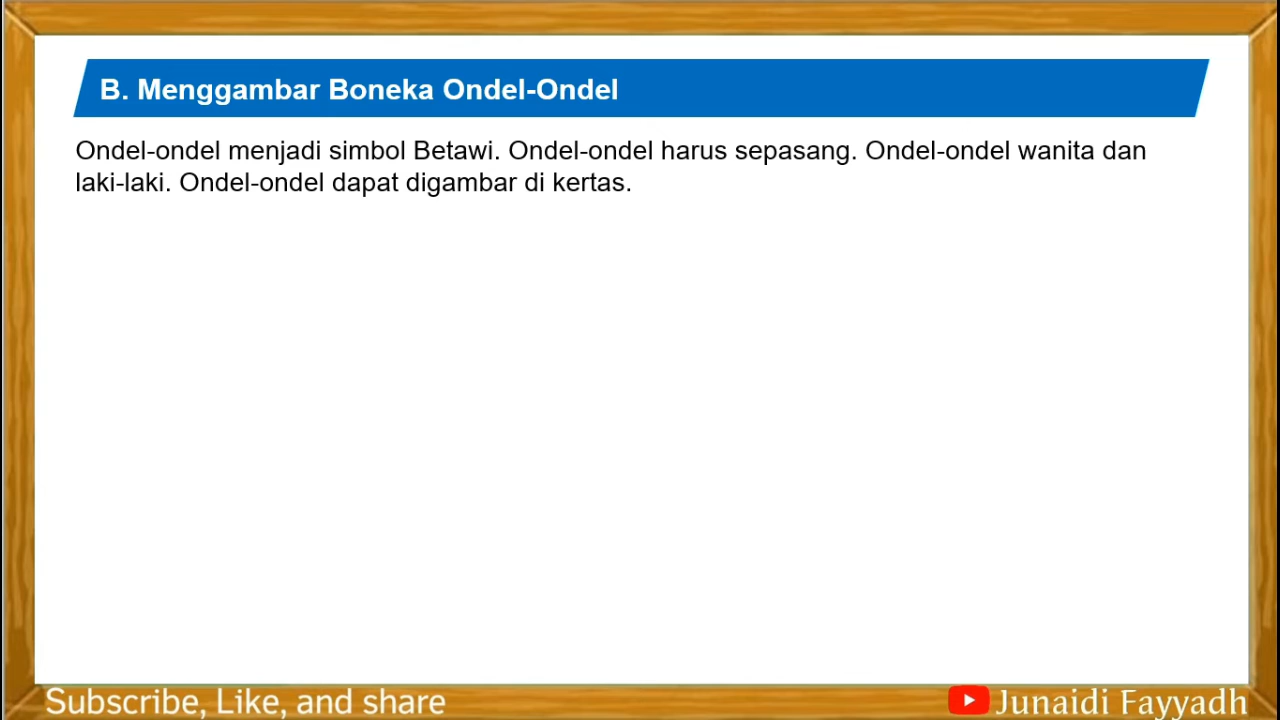 B. Menggambar Boneka Ondel-Ondel
Ondel-ondel menjadi simbol Betawi. Ondel-ondel harus sepasang. Ondel-ondel wanita dan
laki-laki. Ondel-ondel dapat digambar di kertas.
Subscribe, Like, and share
Junaidi Fayyadh